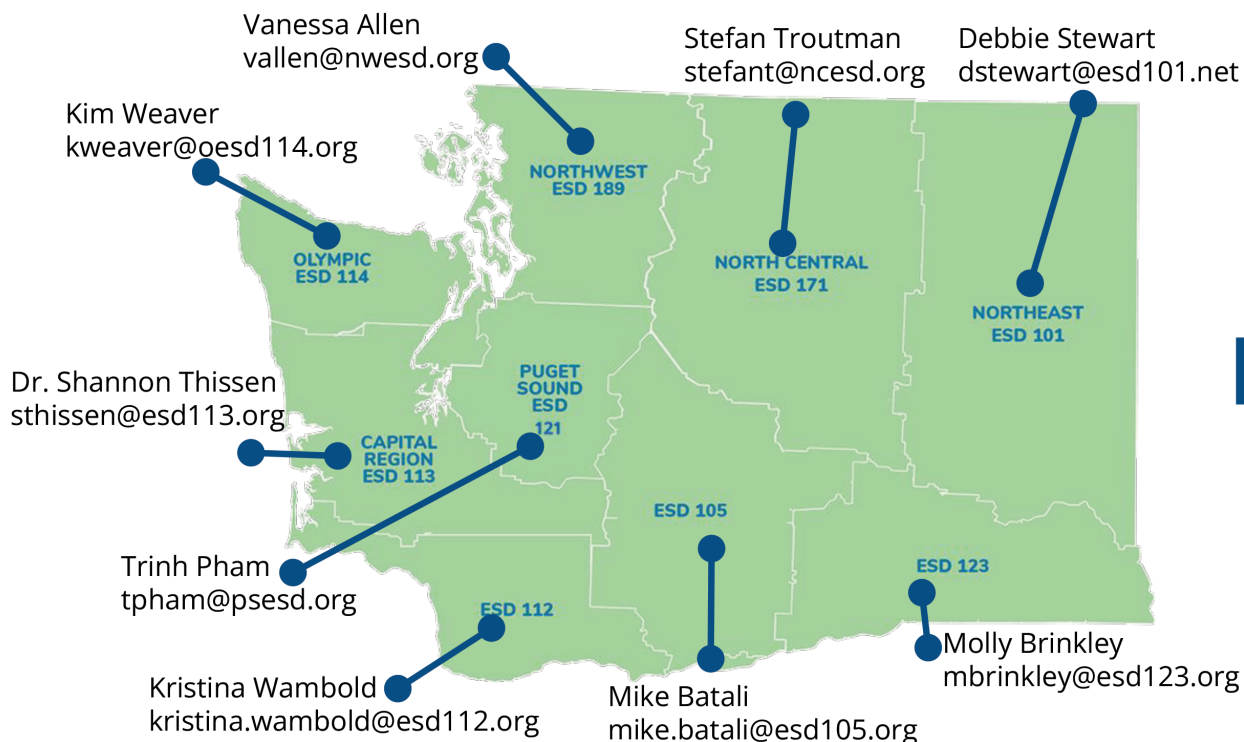 Vanessa Allen
vallen@nwesd.org
Stefan Troutman
stefant@ncesd.org
Debbie Stewart
dstewart@esd101.net
Kim Weaver
kweaver@oesd114.org
NORTHWEST
ESD 189
OLYMPIC
ESD 114
NORTH CENTRAL
ESD 171
NORTHEAST
ESD 101
Dr. Shannon Thissen
sthissen@esd113.org
PUGET
SOUND
ESD
121
CAPITAL
REGION
ESD 113
ESD 105
Trinh Pham
tpham@psesd.org
ESD 123
ESD 112
Molly Brinkley
mbrinkley@esd123.org
Kristina Wambold
kristina.wambold@esd112.org
Mike Batali
mike.batali@esd105.org